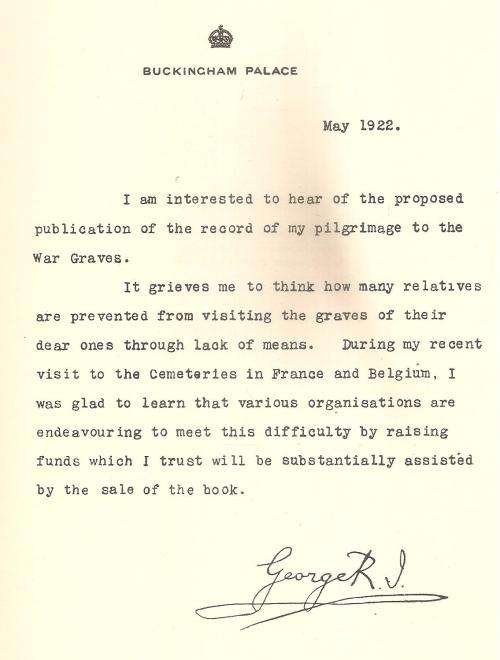 BUCKINGHAM PALACE
May 1922.
I am interested to hear of the proposed
publication of the record of my pilgrimage to the
War Graves.
It grieves me to think how many relatives
are prevented from visiting the graves of their
dear ones through lack of means. During my recent
visit to the Cemeteries in France and Belgium, I
was glad to learn that various organisations are
endeavouring to meet this difficulty by raising
funds which I trust will be substantially assisted
by the sale of the book.
George R.I.